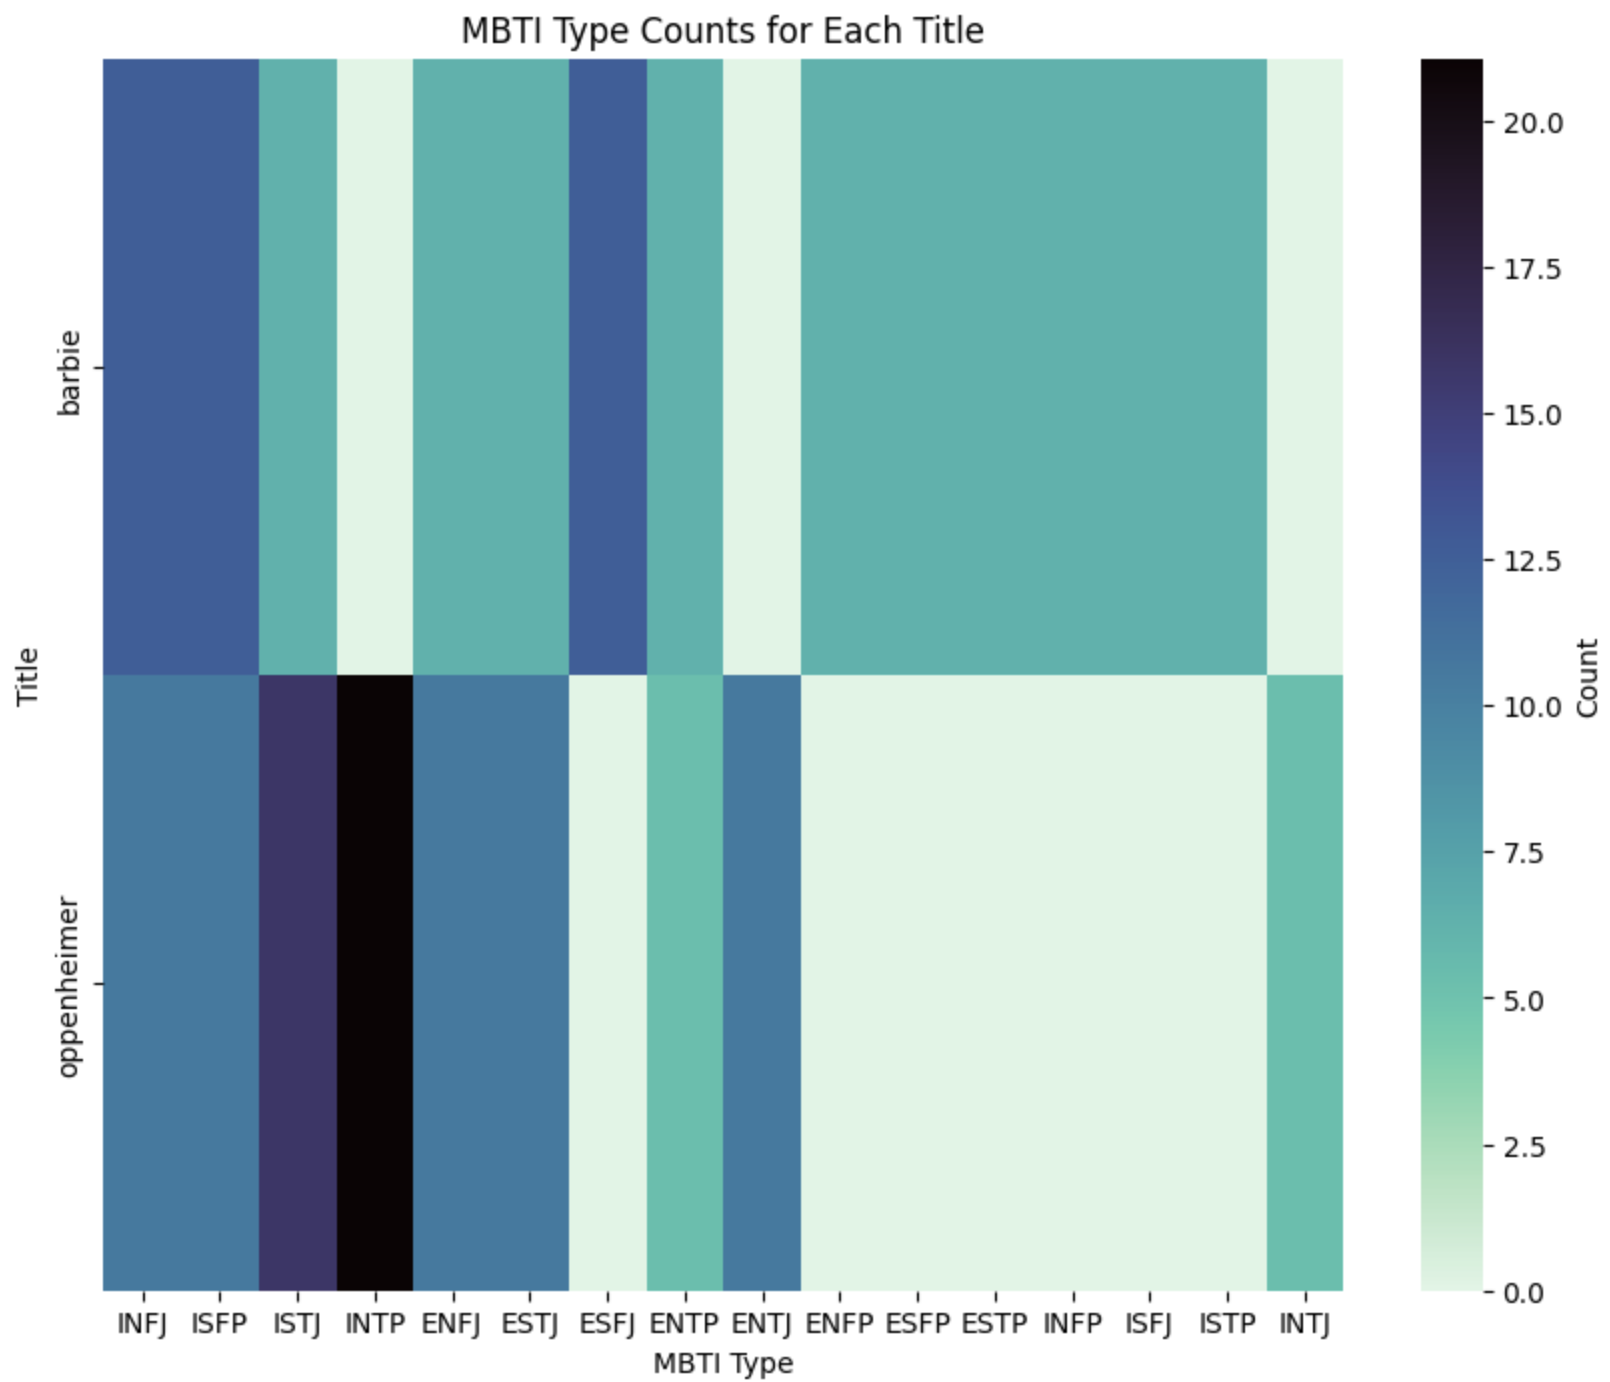 MBTI Type Counts for Each Title
Title
barbie
oppenheimer
INFJ ISFP ISTJ INTP ENFJ ESTJ ESFJ ENTP ENTJ ENFP ESFP ESTP INFP ISFJ ISTP INTJ
MBTI Type
20.0
17.5
15.0
12.5
10.0
7.5
5.0
2.5
0.0
Count